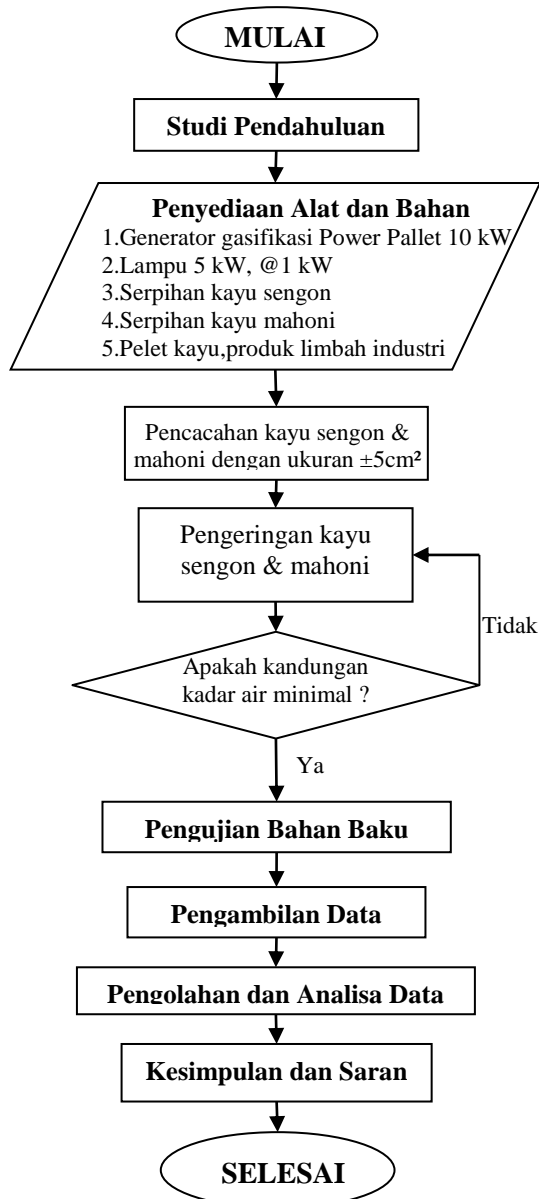 MULAI
Studi Pendahuluan
Penyediaan Alat dan Bahan
1.Generator gasifikasi Power Pallet 10 kW
2.Lampu 5 kW, @1 kW
3.Serpihan kayu sengon
4.Serpihan kayu mahoni
5.Pelet kayu,produk limbah industri
Pencacahan kayu sengon &
mahoni dengan ukuran ±5cm²
Pengeringan kayu
sengon & mahoni
Tidak
Apakah kandungan
kadar air minimal ?
Ya
Pengujian Bahan Baku
Pengambilan Data
Pengolahan dan Analisa Data
Kesimpulan dan Saran
SELESAI